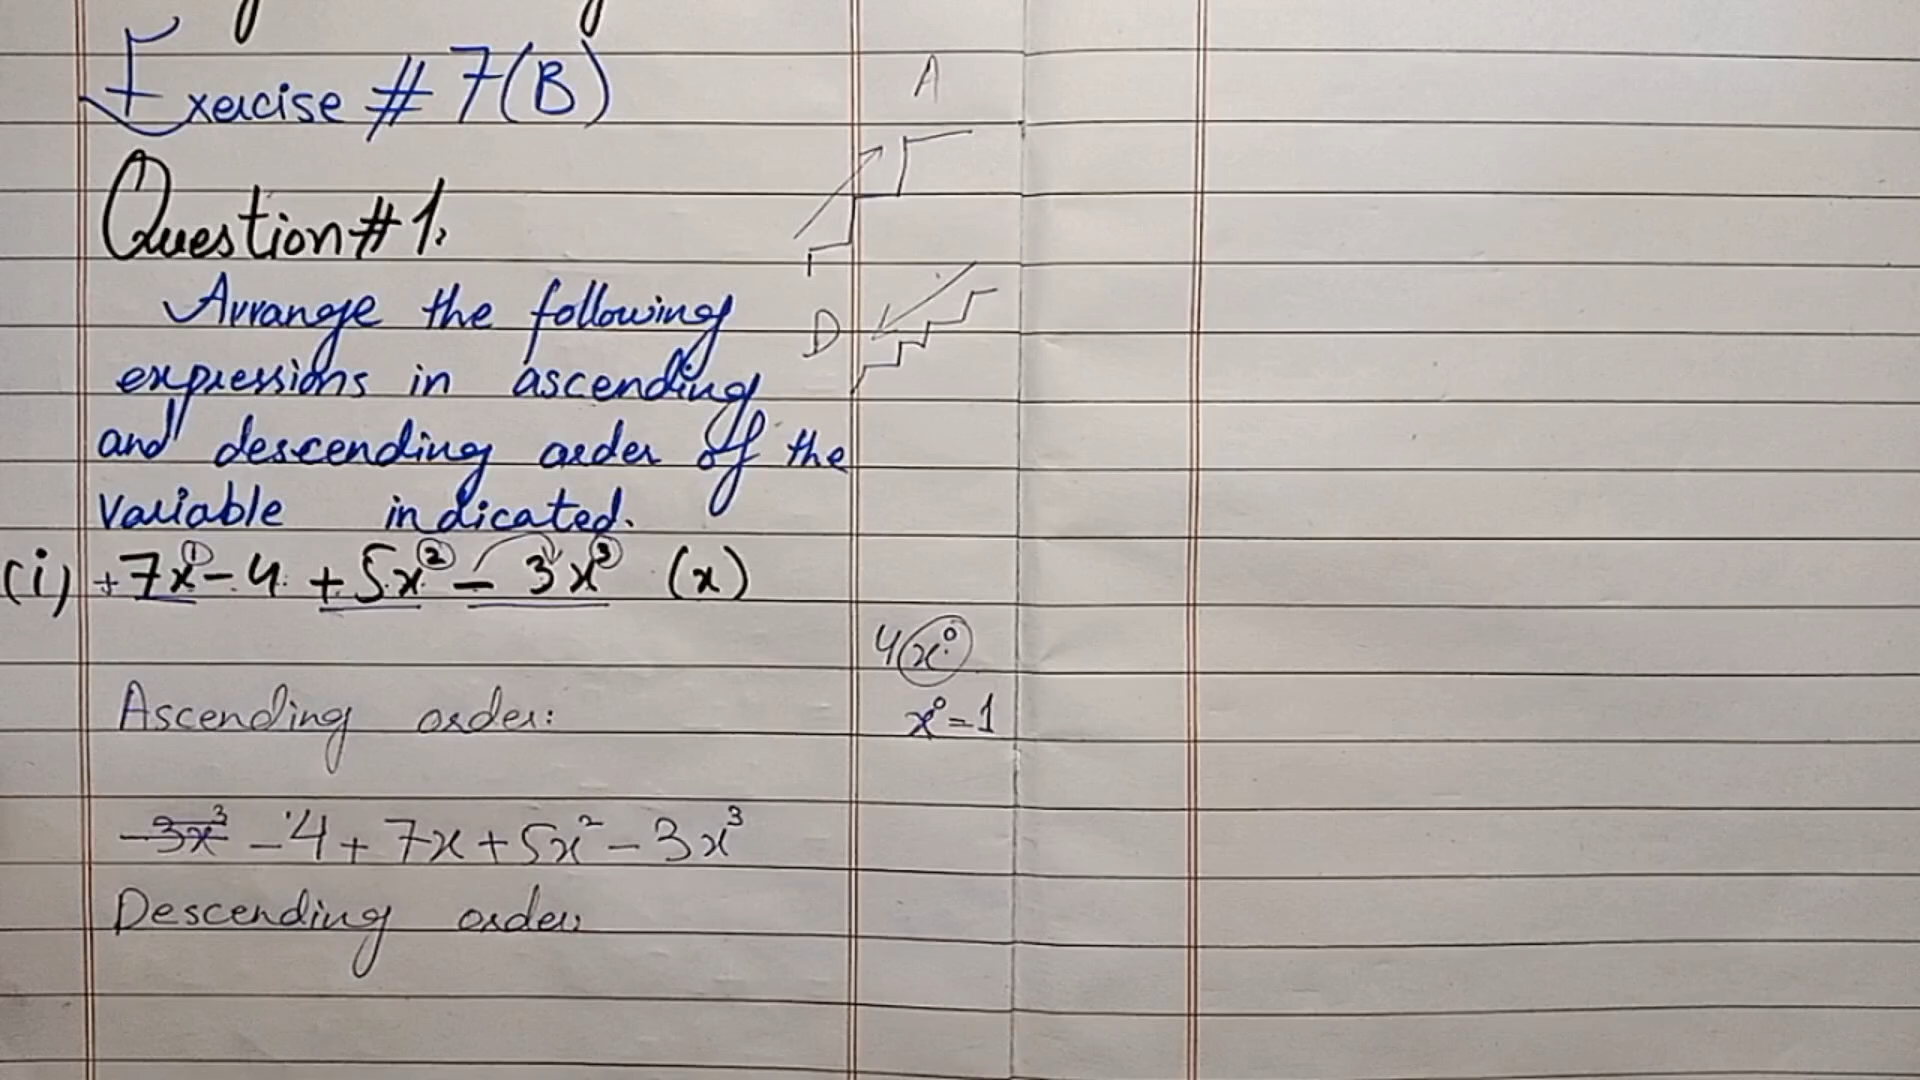 Exercise # 7(B)
A
Question #1.
Arrange the following
D
expressions in ascending
and descending order of the
variable indicated.
(i) +7x¹ - 4 + 5x² - 3x³ (x)
4x⁰
Ascending order:
x⁰ = 1
-3x³ - 4 + 7x + 5x² - 3x³
Descending order: